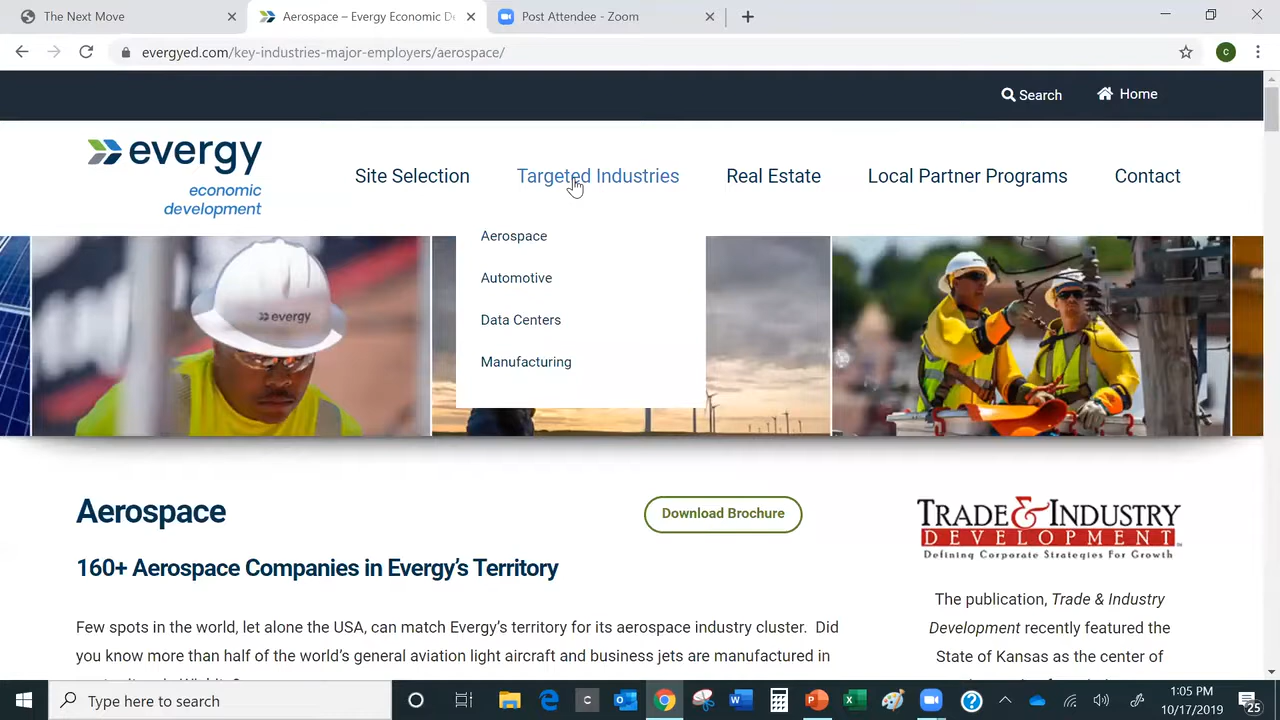 The Next Move
Aerospace – Evergy Economic De
Post Attendee - Zoom
evergyed.com/key-industries-major-employers/aerospace/
c
Search
Home
evergy
economic
development
Site Selection
Targeted Industries
Real Estate
Local Partner Programs
Contact
Aerospace
Automotive
Data Centers
Manufacturing
evergy
Aerospace
Download Brochure
160+ Aerospace Companies in Evergy's Territory
Few spots in the world, let alone the USA, can match Evergy's territory for its aerospace industry cluster. Did
you know more than half of the world's general aviation light aircraft and business jets are manufactured in
TRADE & INDUSTRY
DEVELOPMENT
Defining Corporate Strategies For Growth
The publication, Trade & Industry
Development recently featured the
State of Kansas as the center of
Type here to search
C
1:05 PM
10/17/2019
25